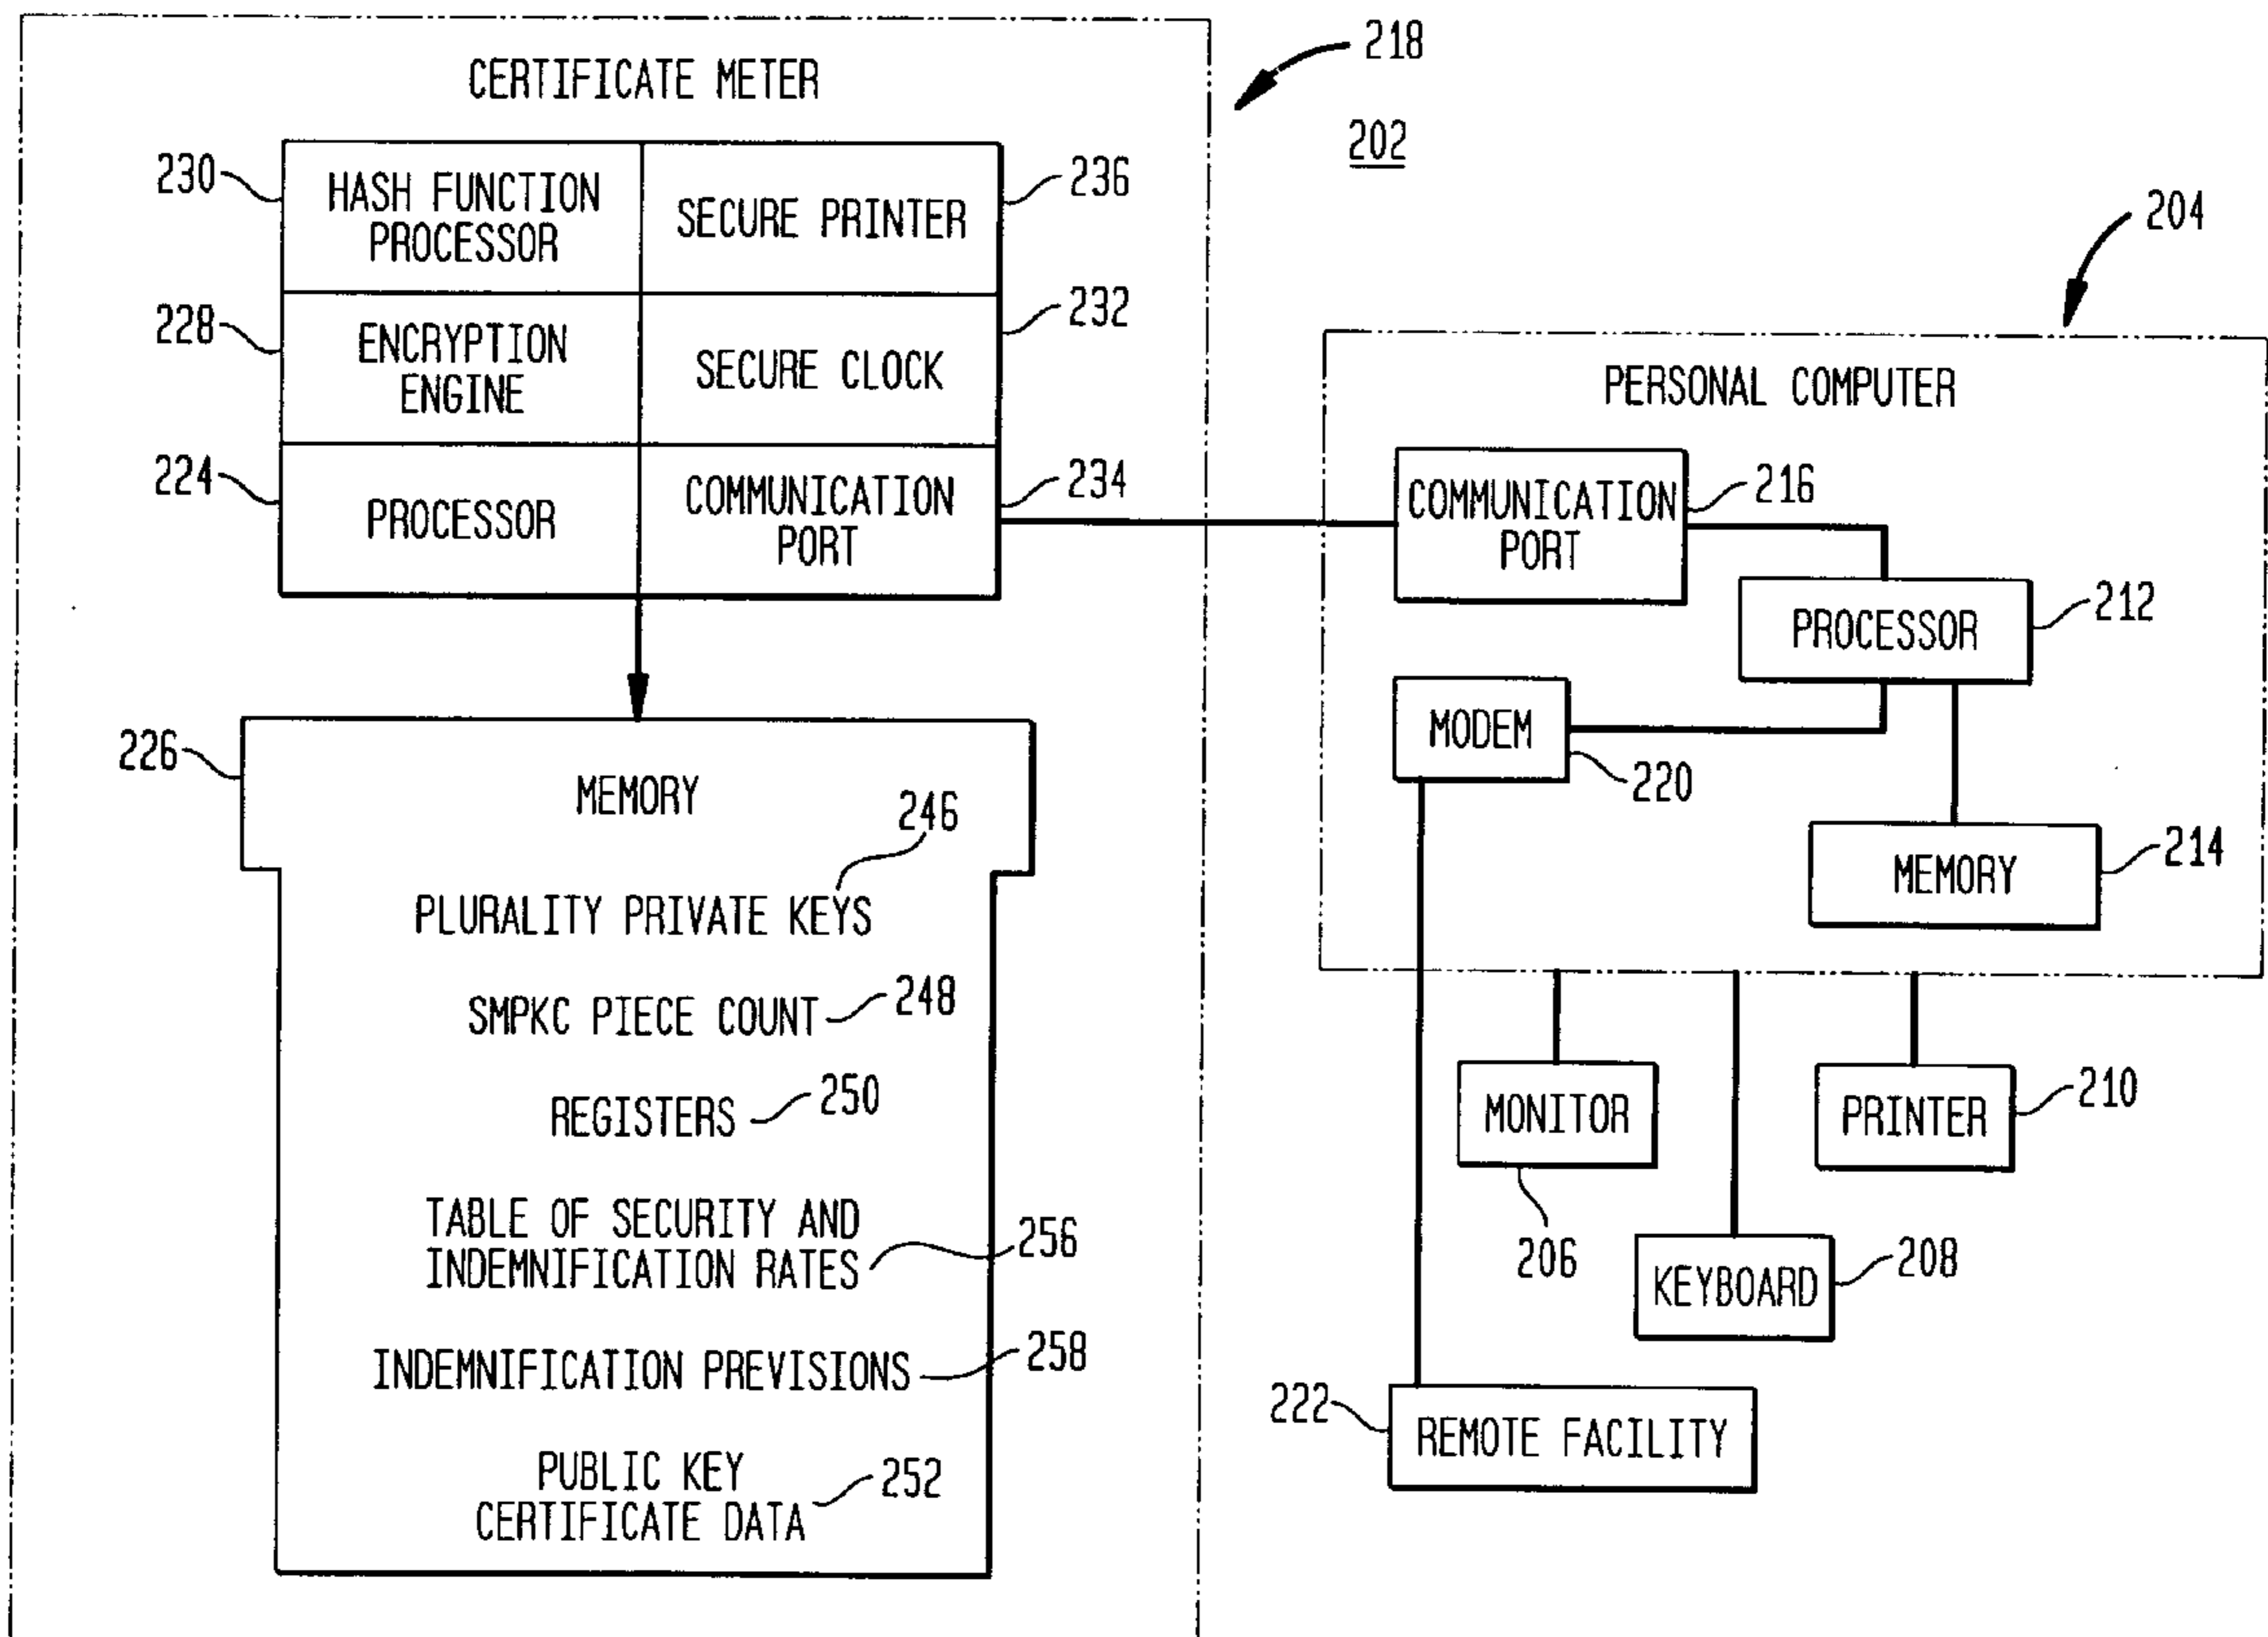 CERTIFICATE METER
218
202
230
HASH FUNCTION
PROCESSOR
SECURE PRINTER
236
228
ENCRYPTION
ENGINE
SECURE CLOCK
232
224
PROCESSOR
COMMUNICATION
PORT
234
226
MEMORY
246
PLURALITY PRIVATE KEYS
SMPKC PIECE COUNT
248
REGISTERS
250
TABLE OF SECURITY AND
INDEMNIFICATION RATES
256
INDEMNIFICATION PREVISIONS
258
PUBLIC KEY
CERTIFICATE DATA
252
204
PERSONAL COMPUTER
COMMUNICATION
PORT
216
PROCESSOR
212
MODEM
220
MEMORY
214
MONITOR
206
KEYBOARD
208
PRINTER
210
222
REMOTE FACILITY